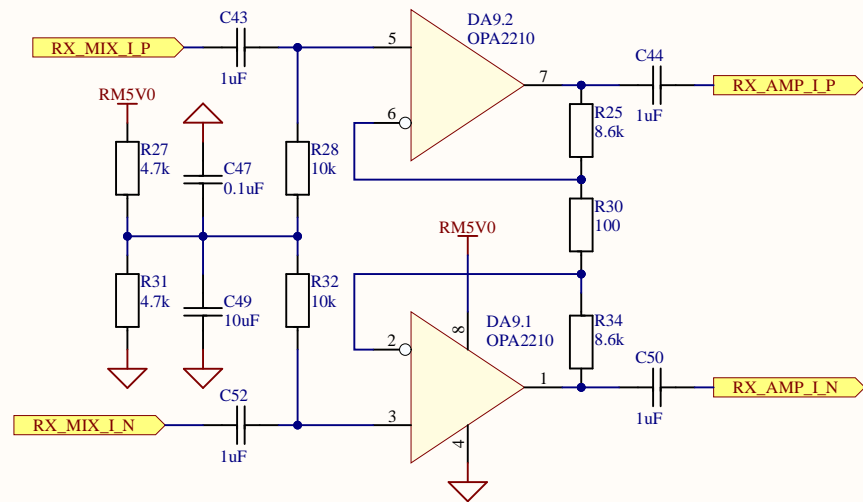 C43
RX_MIX_I_P
1uF
DA9.2
OPA2210
5
6
7
C44
1uF
RX_AMP_I_P
RM5V0
R27
4.7k
C47
0.1uF
R28
10k
R25
8.6k
R30
100
RM5V0
R31
4.7k
C49
10uF
R32
10k
DA9.1
OPA2210
8
2
3
1
4
R34
8.6k
C50
1uF
RX_AMP_I_N
C52
RX_MIX_I_N
1uF